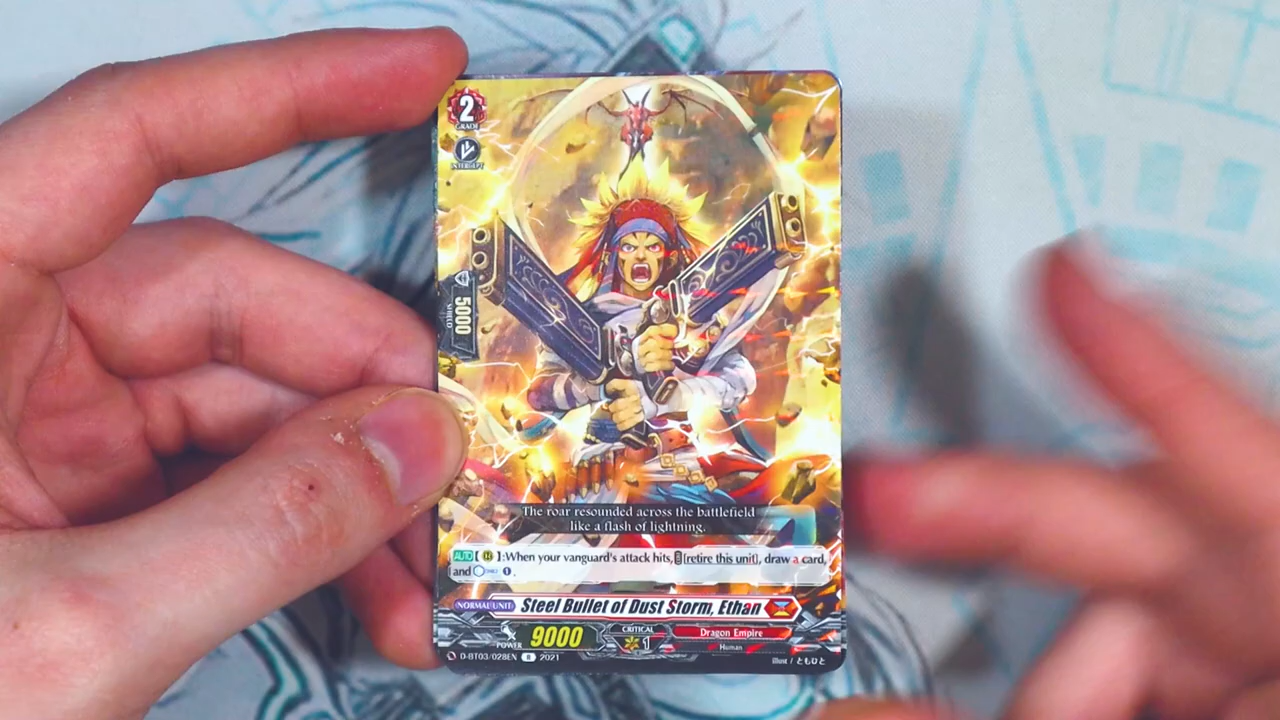 2
GRADE
INTERCEPT
5000
SHIELD
The roar resounded across the battlefield
like a flash of lightning.
AUTO【 】:When your vanguard's attack hits, [retire this unit], draw a card,
and 1.
NORMAL UNIT Steel Bullet of Dust Storm, Ethan
POWER 9000 CRITICAL 1 Dragon Empire
Human
D-BT03/028EN R 2021 Illust / ともひと